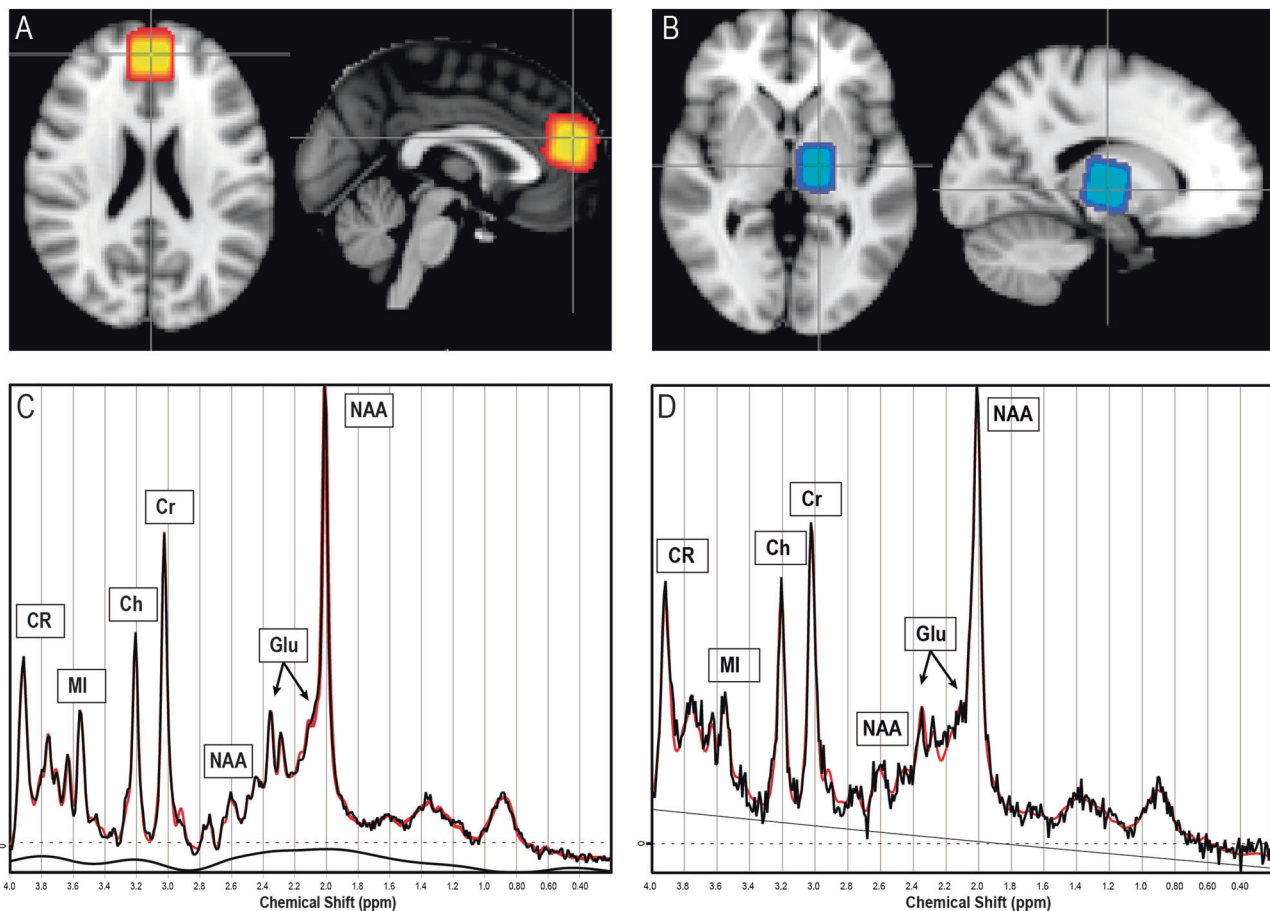 A
B
C
NAA
Cr
Ch
CR
MI
Glu
NAA
0
4.0 3.8 3.6 3.4 3.2 3.0 2.8 2.6 2.4 2.2 2.0 1.8 1.6 1.4 1.2 1.0 0.80 0.60 0.40
Chemical Shift (ppm)
D
NAA
Cr
Ch
CR
Glu
MI
NAA
0
4.0 3.8 3.6 3.4 3.2 3.0 2.8 2.6 2.4 2.2 2.0 1.8 1.6 1.4 1.2 1.0 0.80 0.60 0.40
Chemical Shift (ppm)